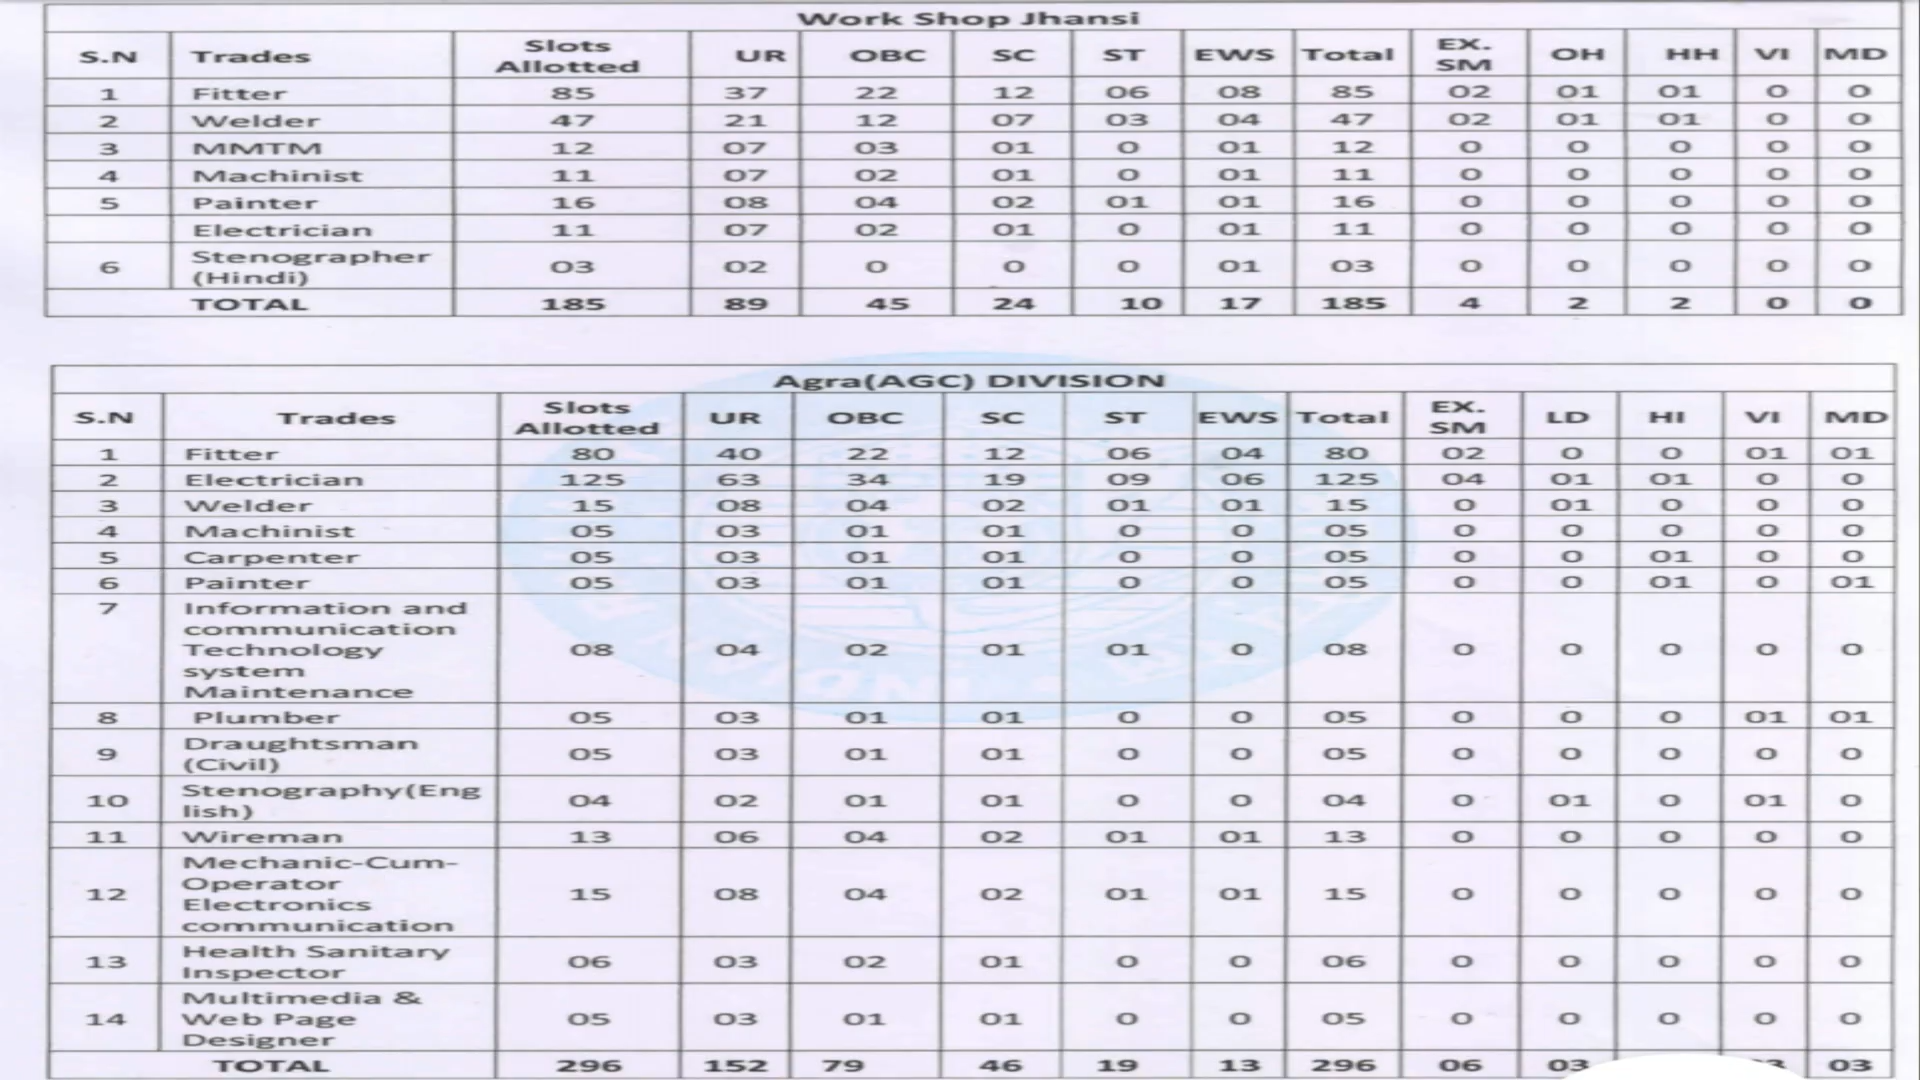 Work Shop Jhansi
S.N Trades Slots Allotted UR OBC SC ST EWS Total EX. SM OH HH VI MD
1 Fitter 85 37 22 12 06 08 85 02 01 01 0 0
2 Welder 47 21 12 07 03 04 47 02 01 01 0 0
3 MMTM 12 07 03 01 0 01 12 0 0 0 0 0
4 Machinist 11 07 02 01 0 01 11 0 0 0 0 0
5 Painter 16 08 04 02 01 01 16 0 0 0 0 0
Electrician 11 07 02 01 0 01 11 0 0 0 0 0
6 Stenographer (Hindi) 03 02 0 0 0 01 03 0 0 0 0 0
TOTAL 185 89 45 24 10 17 185 4 2 2 0 0
Agra(AGC) DIVISION
S.N Trades Slots Allotted UR OBC SC ST EWS Total EX. SM LD HI VI MD
1 Fitter 80 40 22 12 06 04 80 02 0 0 01 01
2 Electrician 125 63 34 19 09 06 125 04 01 01 0 0
3 Welder 15 08 04 02 01 01 15 0 01 0 0 0
4 Machinist 05 03 01 01 0 0 05 0 0 0 0 0
5 Carpenter 05 03 01 01 0 0 05 0 0 01 0 0
6 Painter 05 03 01 01 0 0 05 0 0 01 0 01
7 Information and
communication
Technology
system
Maintenance 08 04 02 01 01 0 08 0 0 0 0 0
8 Plumber 05 03 01 01 0 0 05 0 0 0 01 01
9 Draughtsman
(Civil) 05 03 01 01 0 0 05 0 0 0 0 0
10 Stenography(Eng
lish) 04 02 01 01 0 0 04 0 01 0 01 0
11 Wireman 13 06 04 02 01 01 13 0 0 0 0 0
12 Mechanic-Cum-
Operator
Electronics
communication 15 08 04 02 01 01 15 0 0 0 0 0
13 Health Sanitary
Inspector 06 03 02 01 0 0 06 0 0 0 0 0
14 Multimedia &
Web Page
Designer 05 03 01 01 0 0 05 0 0 0 0 0
TOTAL 296 152 79 46 19 13 296 06 03 03